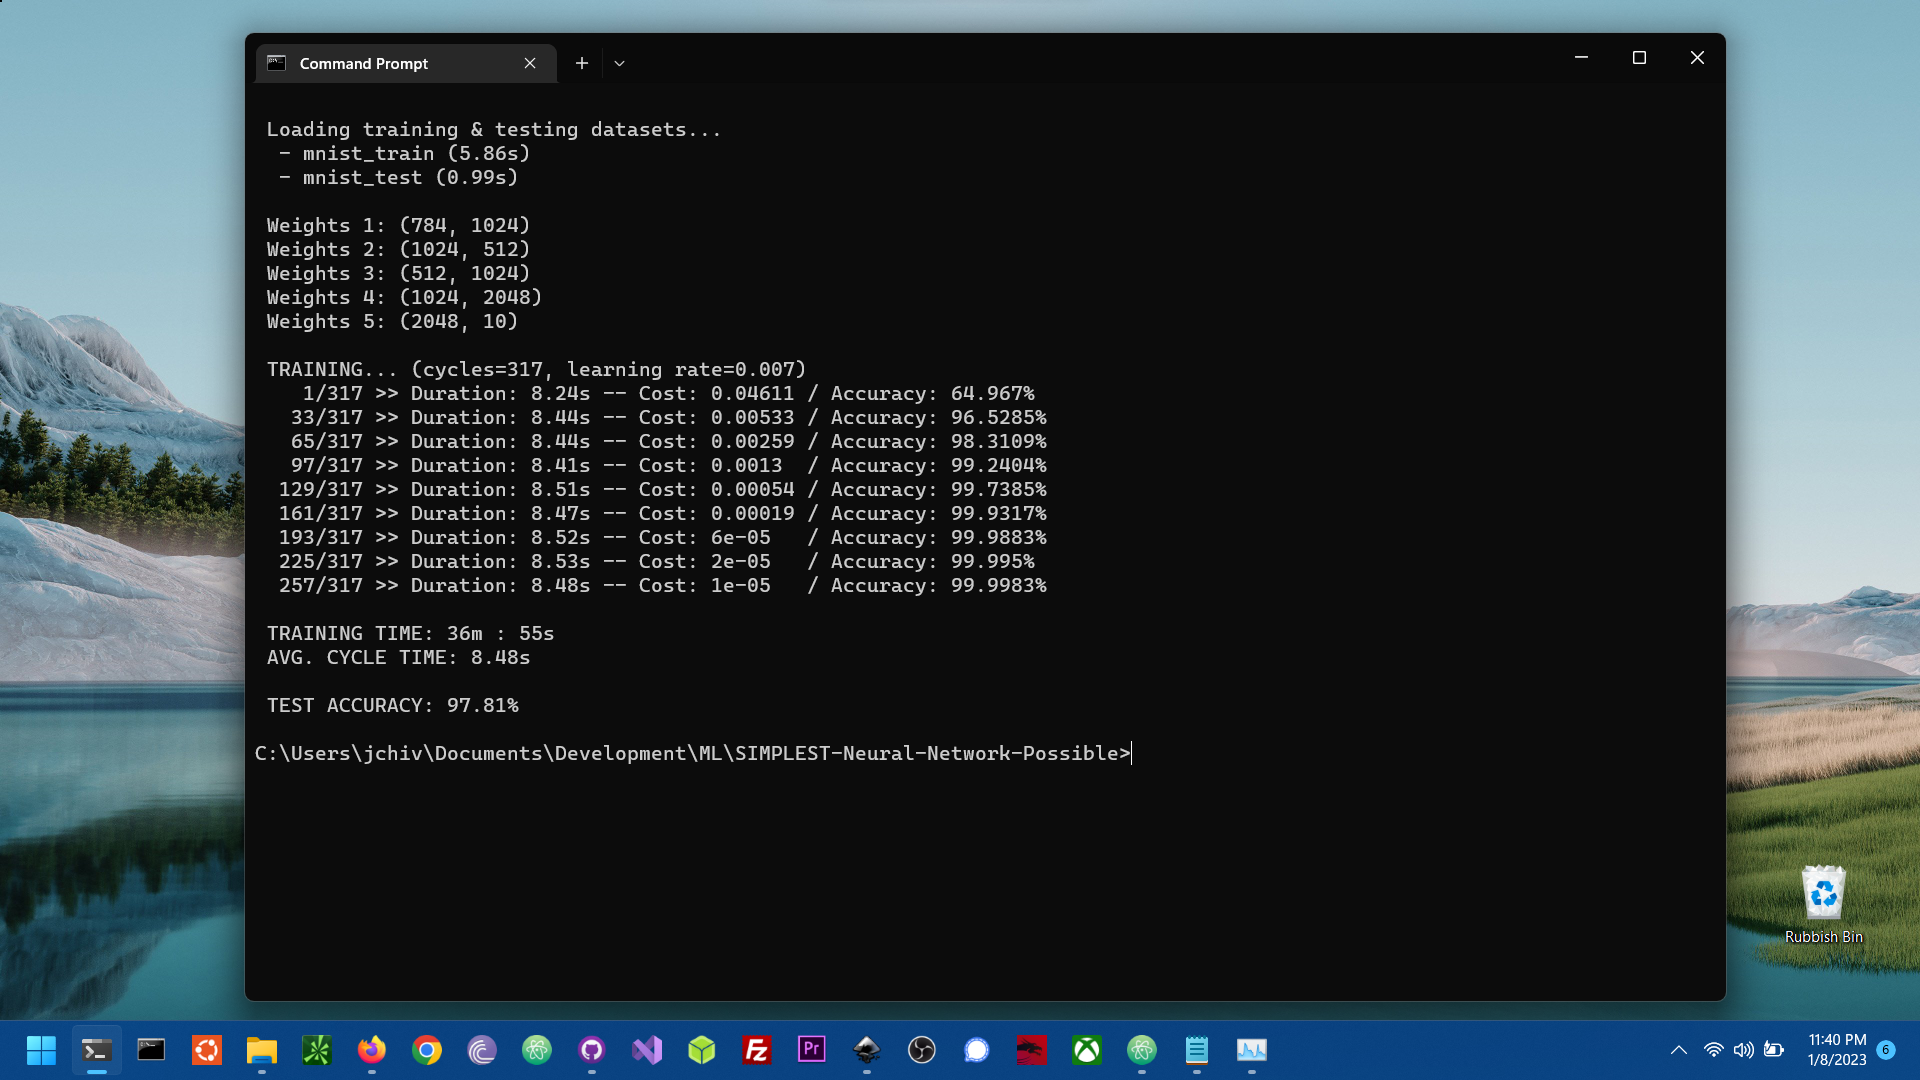 Command Prompt
Loading training & testing datasets...
- mnist_train (5.86s)
- mnist_test (0.99s)
Weights 1: (784, 1024)
Weights 2: (1024, 512)
Weights 3: (512, 1024)
Weights 4: (1024, 2048)
Weights 5: (2048, 10)
TRAINING... (cycles=317, learning rate=0.007)
1/317 >> Duration: 8.24s -- Cost: 0.04611 / Accuracy: 64.967%
33/317 >> Duration: 8.44s -- Cost: 0.00533 / Accuracy: 96.5285%
65/317 >> Duration: 8.44s -- Cost: 0.00259 / Accuracy: 98.3109%
97/317 >> Duration: 8.41s -- Cost: 0.0013 / Accuracy: 99.2404%
129/317 >> Duration: 8.51s -- Cost: 0.00054 / Accuracy: 99.7385%
161/317 >> Duration: 8.47s -- Cost: 0.00019 / Accuracy: 99.9317%
193/317 >> Duration: 8.52s -- Cost: 6e-05 / Accuracy: 99.9883%
225/317 >> Duration: 8.53s -- Cost: 2e-05 / Accuracy: 99.995%
257/317 >> Duration: 8.48s -- Cost: 1e-05 / Accuracy: 99.9983%
TRAINING TIME: 36m : 55s
AVG. CYCLE TIME: 8.48s
TEST ACCURACY: 97.81%
C:\Users\jchiv\Documents\Development\ML\SIMPLEST-Neural-Network-Possible>
Rubbish Bin
Fz
Pr
11:40 PM
1/8/2023
6